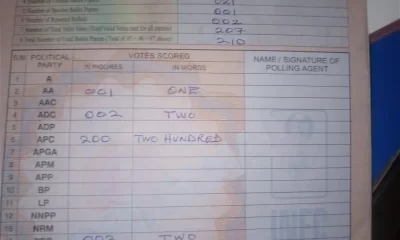 021
001
002
207
210
S/N POLITICAL PARTY VOTES SCORED NAME / SIGNATURE OF POLLING AGENT
IN FIGURES IN WORDS
1 A
2 AA 001 ONE
3 AAC
4 ADC 002 TWO
5 ADP
6 APC 200 TWO HUNDRED
7 APGA
8 APM
9 APP
10 BP
11 LP
12 NNPP
13 NRM
002 TWO
INEC